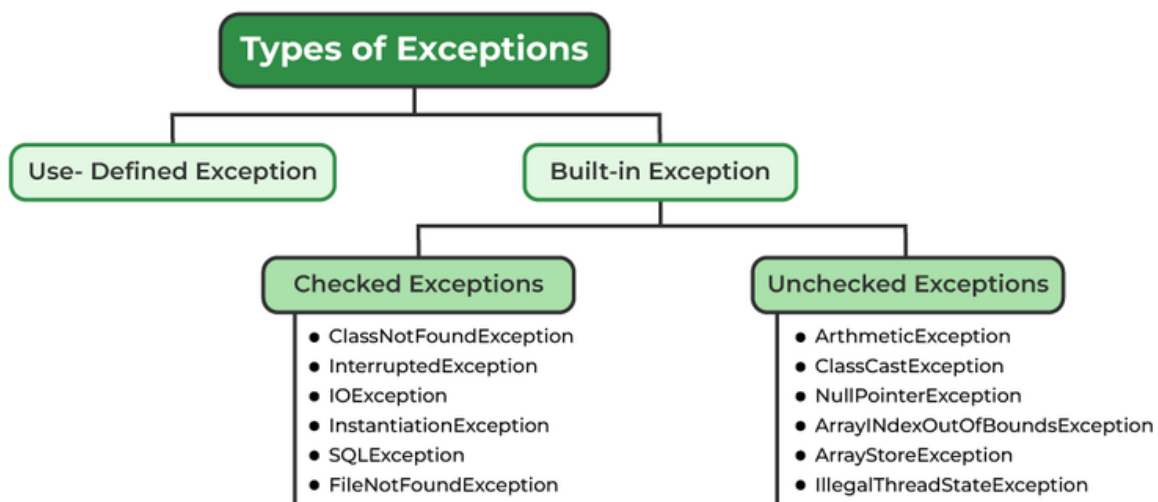 Types of Exceptions
Use- Defined Exception
Built-in Exception
Checked Exceptions
Unchecked Exceptions
ClassNotFoundException
InterruptedException
IOException
InstantiationException
SQLException
FileNotFoundException
ArthmeticException
ClassCastException
NullPointerException
ArrayINdexOutOfBoundsException
ArrayStoreException
IllegalThreadStateException